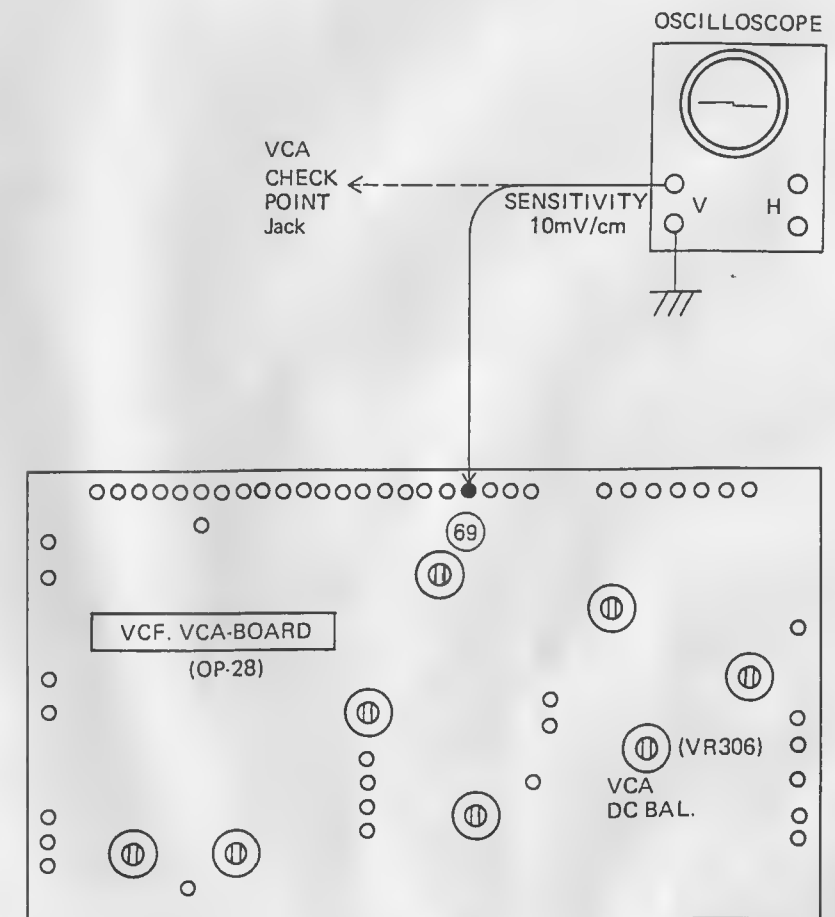 OSCILLOSCOPE
VCA
CHECK
POINT
Jack
SENSITIVITY
10mV/cm
V
H
69
VCF. VCA-BOARD
(OP-28)
(VR306)
VCA
DC BAL.